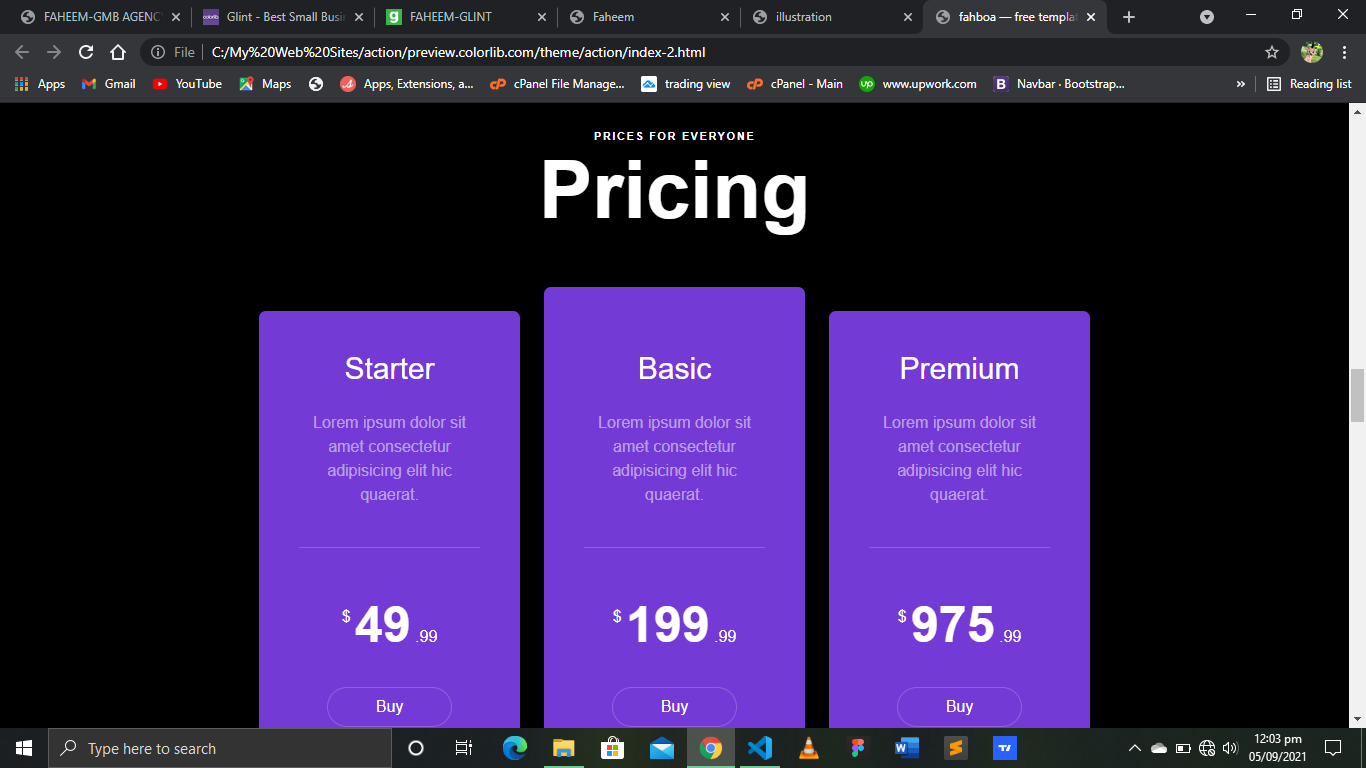 FAHEEM-GMB AGENC
Glint - Best Small Busi
FAHEEM-GLINT
Faheem
illustration
fahboa — free templat
File
C:/My%20Web%20Sites/action/preview.colorlib.com/theme/action/index-2.html
Apps
Gmail
YouTube
Maps
Apps, Extensions, a...
cPanel File Manage...
trading view
cPanel - Main
www.upwork.com
Navbar · Bootstrap...
»
Reading list
PRICES FOR EVERYONE
Pricing
Starter
Lorem ipsum dolor sit
amet consectetur
adipisicing elit hic
quaerat.
$49.99
Buy
Basic
Lorem ipsum dolor sit
amet consectetur
adipisicing elit hic
quaerat.
$199.99
Buy
Premium
Lorem ipsum dolor sit
amet consectetur
adipisicing elit hic
quaerat.
$975.99
Buy
Type here to search
12:03 pm
05/09/2021